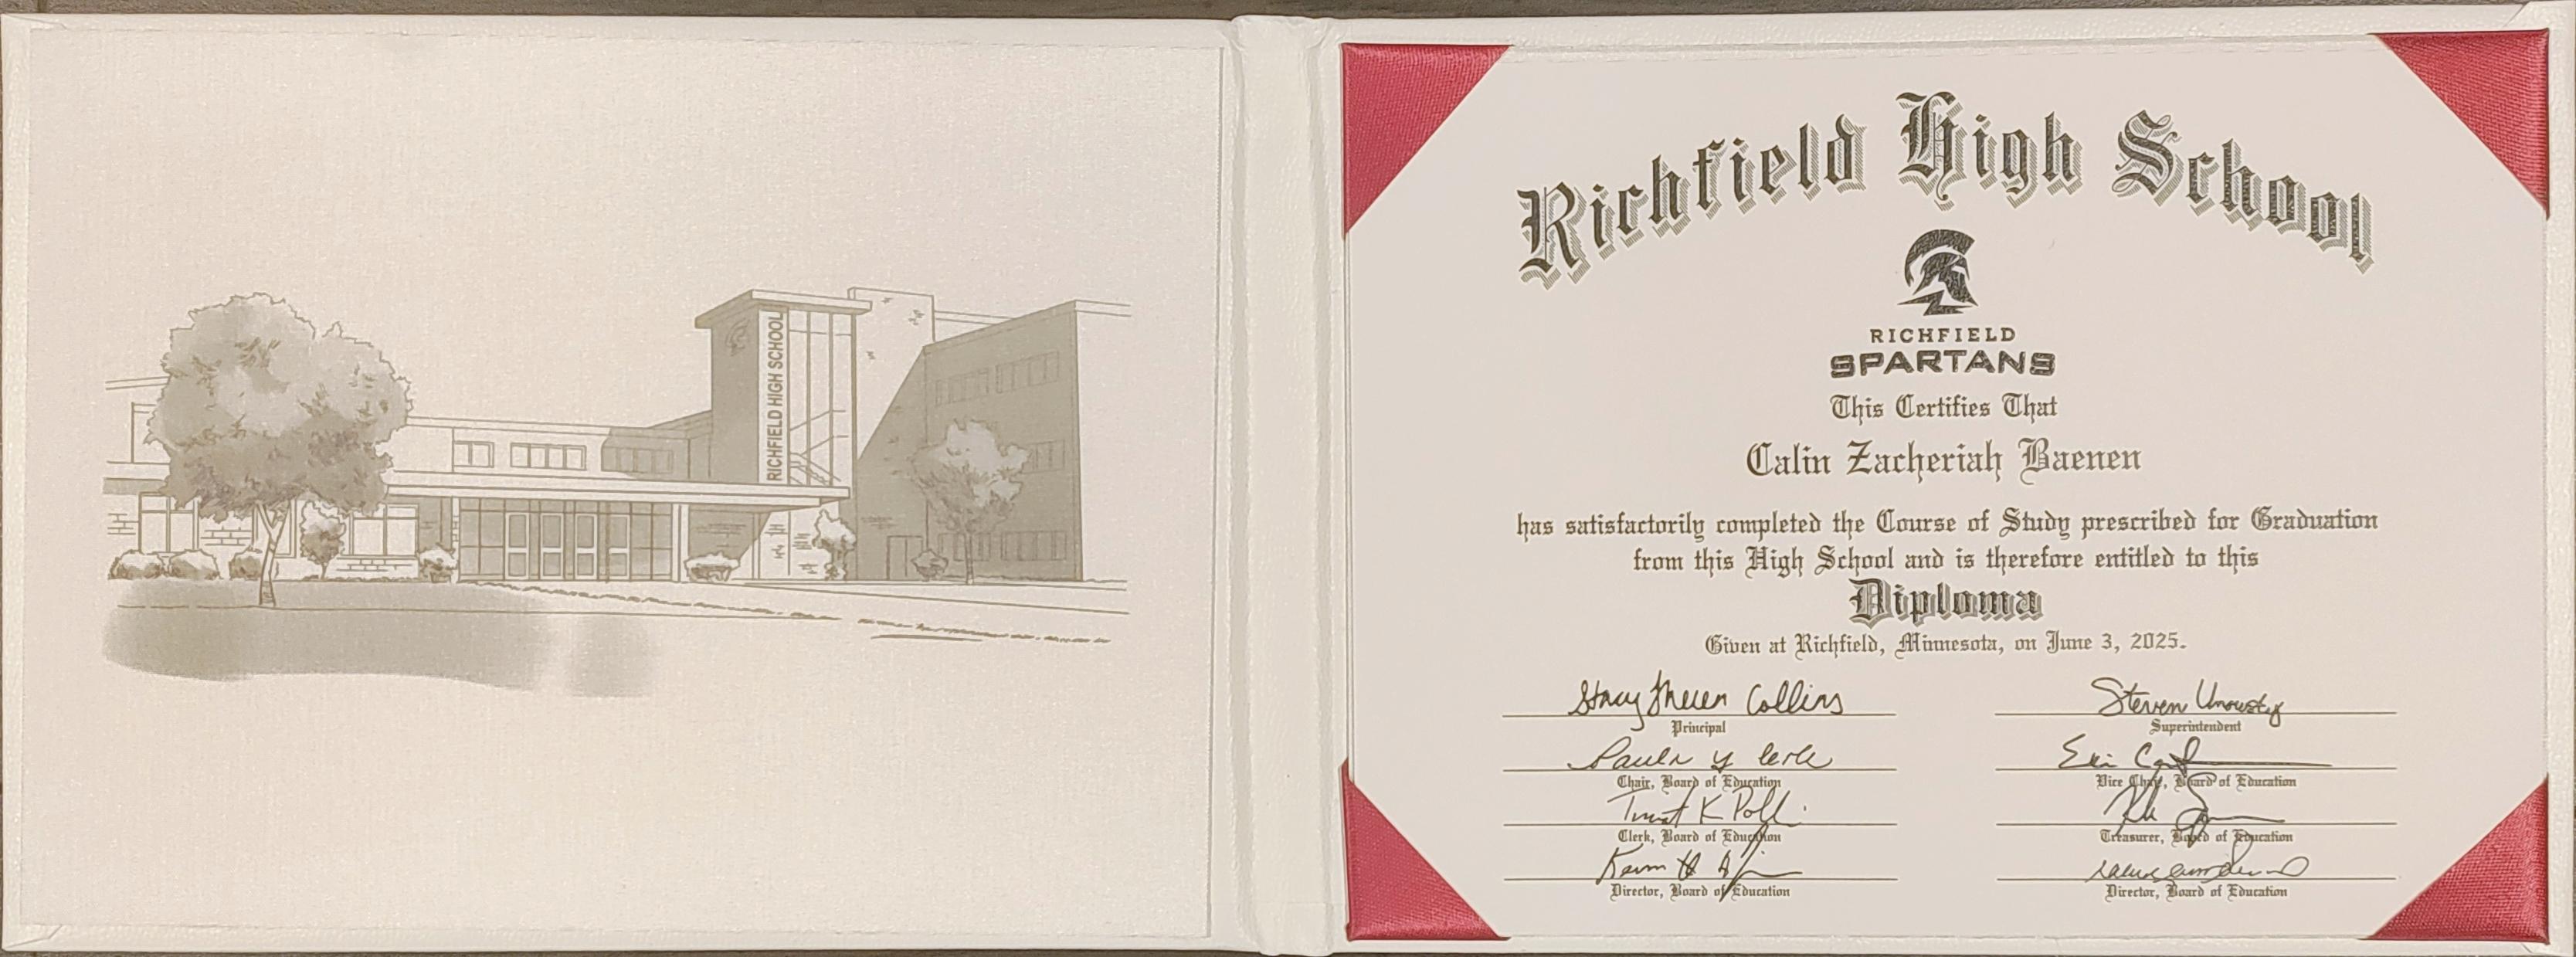 RICHFIELD HIGH SCHOOL
Richfield High School
RICHFIELD
SPARTANS
This Certifies That
Calin Zacheriah Baenen
has satisfactorily completed the Course of Study prescribed for Graduation
from this High School and is therefore entitled to this
Diploma
Given at Richfield, Minnesota, on June 3, 2025.
Collins
Steven Unowsky
Principal
Superintendent
Paula
Chair, Board of Education
Vice Chair, Board of Education
K
Clerk, Board of Education
Treasurer, Board of Education
Director, Board of Education
Director, Board of Education